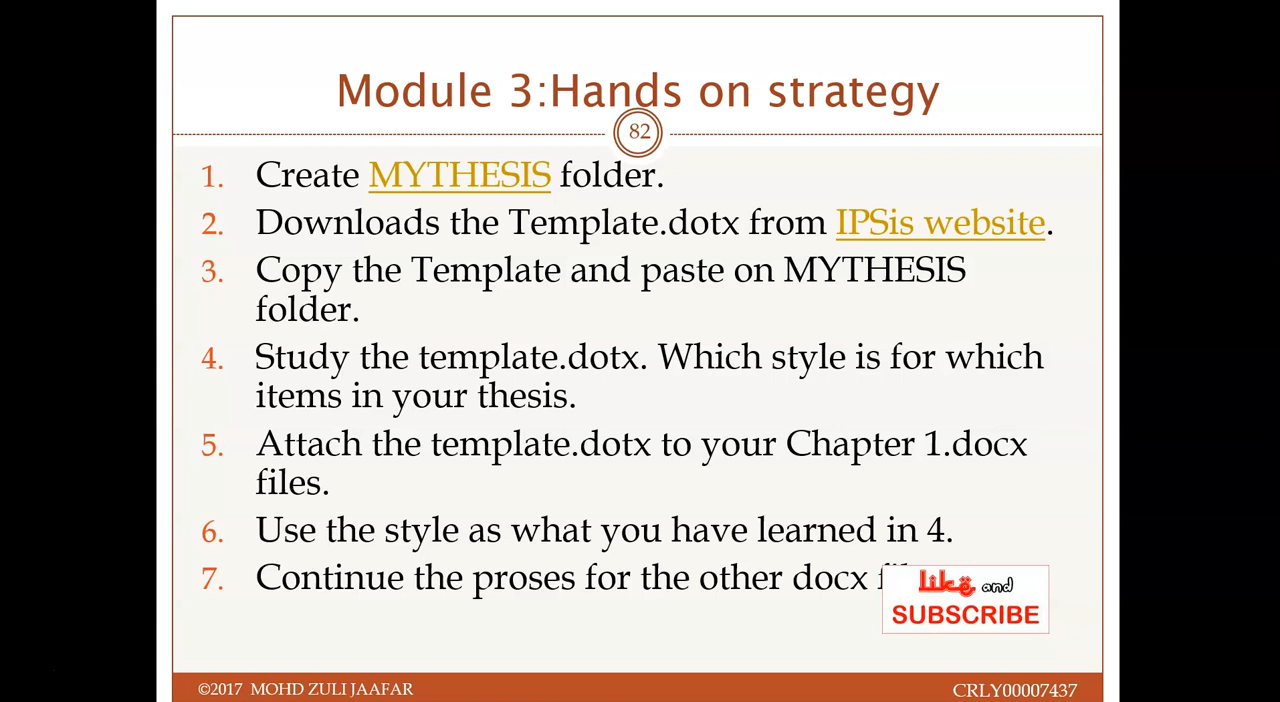 Module 3:Hands on strategy
82
1. Create MYTHESIS folder.
2. Downloads the Template.dotx from IPSis website.
3. Copy the Template and paste on MYTHESIS
folder.
4. Study the template.dotx. Which style is for which
items in your thesis.
5. Attach the template.dotx to your Chapter 1.docx
files.
6. Use the style as what you have learned in 4.
7. Continue the proses for the other docx
like and
SUBSCRIBE
©2017 MOHD ZULI JAAFAR
CRLY00007437